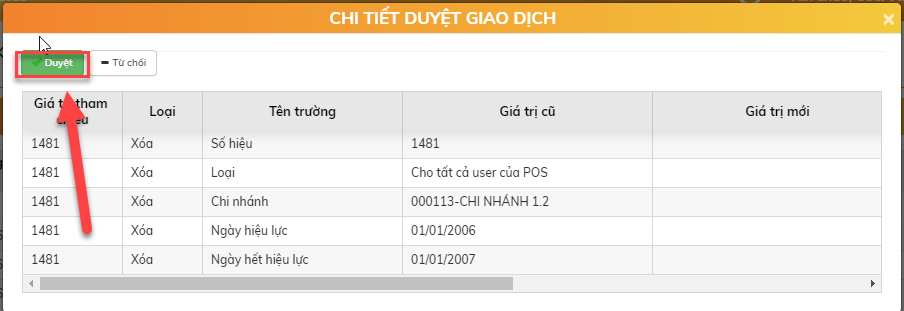 CHI TIẾT DUYỆT GIAO DỊCH
×
Duyệt
Từ chối
Giá tham Loại Tên trường Giá trị cũ Giá trị mới
1481 Xóa Số hiệu 1481
1481 Xóa Loại Cho tất cả user của POS
1481 Xóa Chi nhánh 000113-CHI NHÁNH 1.2
1481 Xóa Ngày hiệu lực 01/01/2006
1481 Xóa Ngày hết hiệu lực 01/01/2007